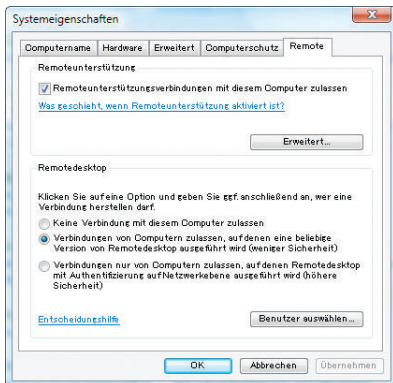 Systemeigenschaften
Computername Hardware Erweitert Computerschutz Remote
Remoteunterstützung
Remoteunterstützungsverbindungen mit diesem Computer zulassen
Was geschieht, wenn Remoteunterstützung aktiviert ist?
Erweitert...
Remotedesktop
Klicken Sie auf eine Option und geben Sie ggf. anschließend an, wer eine
Verbindung herstellen darf.
Keine Verbindung mit diesem Computer zulassen
Verbindungen von Computern zulassen, auf denen eine beliebige
Version von Remotedesktop ausgeführt wird (weniger Sicherheit)
Verbindungen nur von Computern zulassen, auf denen Remotedesktop
mit Authentifizierung auf Netzwerkebene ausgeführt wird (höhere
Sicherheit)
Entscheidungshilfe Benutzer auswählen...
OK Abbrechen Übernehmen